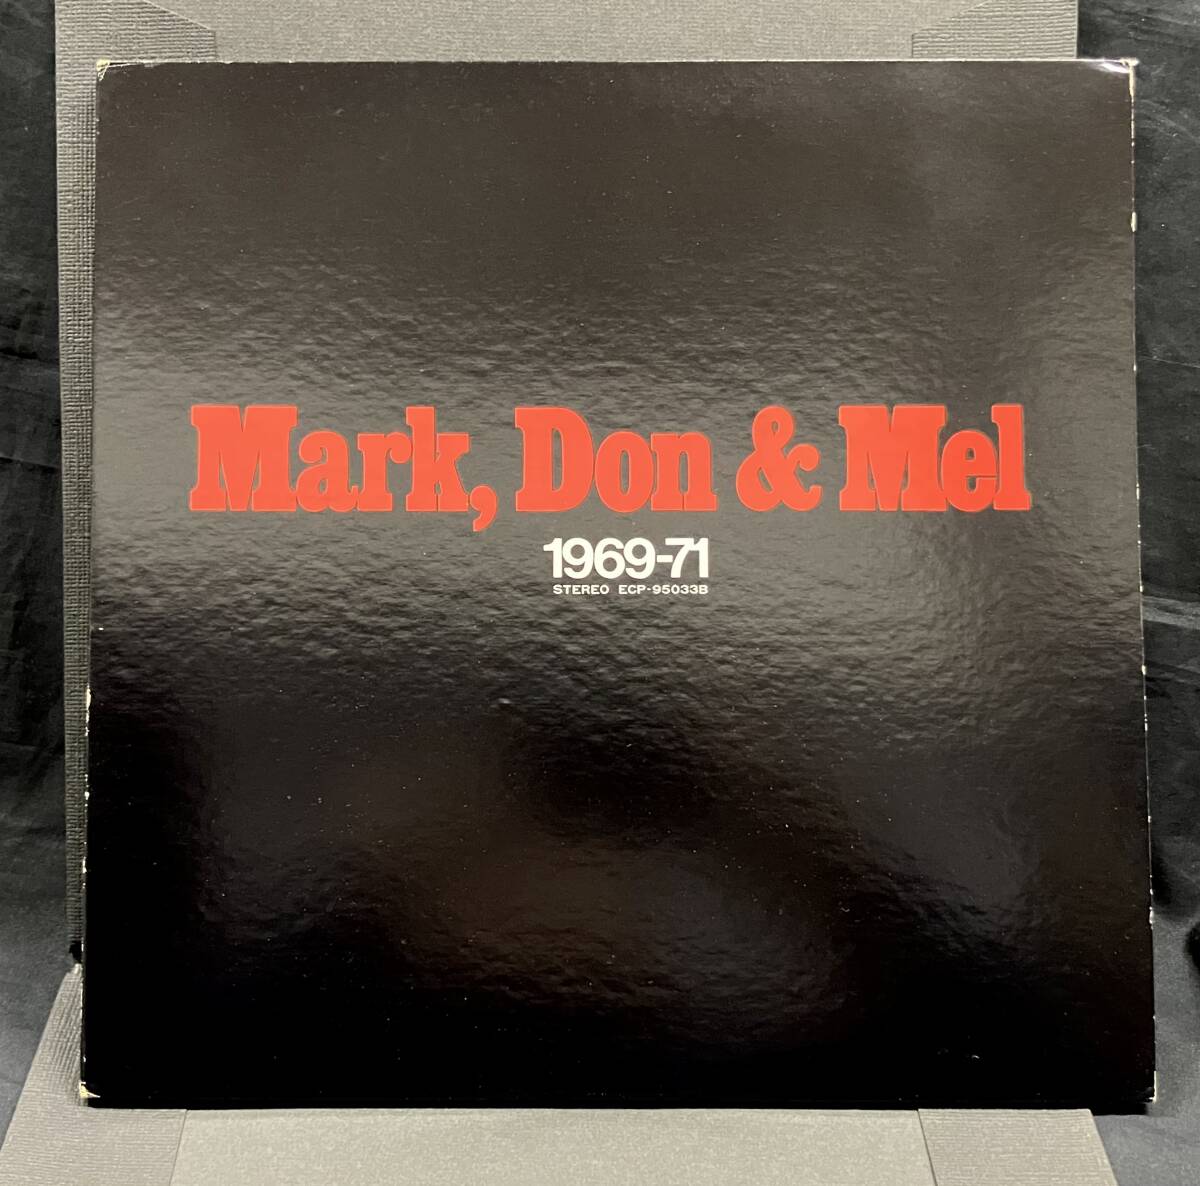 Mark, Don & Mel
1969-71
STEREO ECP-95033B